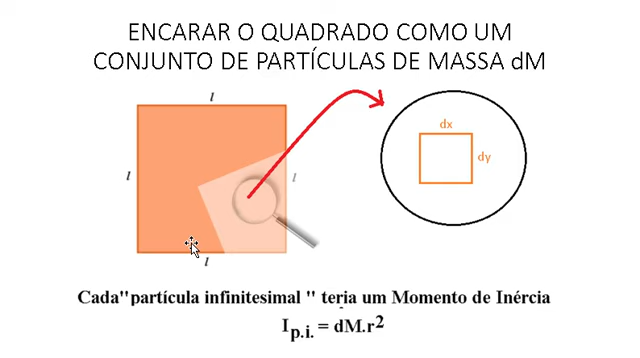 ENCARAR O QUADRADO COMO UM
CONJUNTO DE PARTÍCULAS DE MASSA dM
l
l
l
l
dx
dy
Cada"partícula infinitesimal " teria um Momento de Inércia
I p.i. = dM.r²